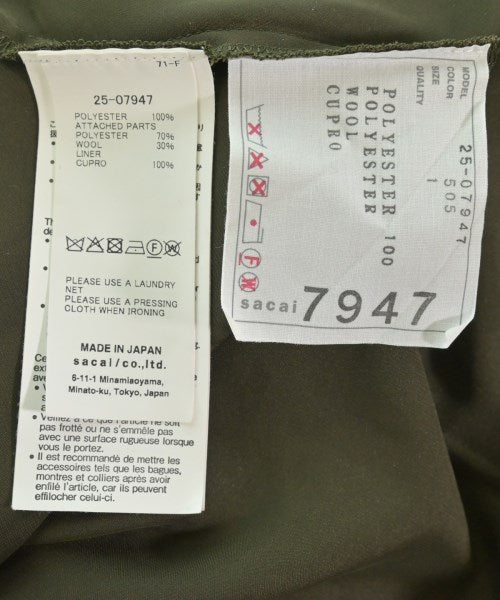 71-F
25-07947
POLYESTER 100%
ATTACHED PARTS
POLYESTER 70%
WOOL 30%
LINER
CUPRO 100%
PLEASE USE A LAUNDRY
NET
PLEASE USE A PRESSING
CLOTH WHEN IRONING
MADE IN JAPAN
sacai/co.,ltd.
6-11-1 Minamiaoyama,
Minato-ku, Tokyo, Japan
• Vérifiez à ce que l'article ne soit
pas frotté ou ne s'emmêle pas
avec une surface rugueuse lorsque
vous le portez.
• Il est recommandé de mettre les
accessoires tels que les bagues,
montres et colliers après avoir
enfilé l'article, car ils peuvent
effilocher celui-ci.
MODEL 25-07947
COLOR 505
SIZE 1
QUALITY
POLYESTER 100
POLYESTER
WOOL
CUPRO
sacai 7947